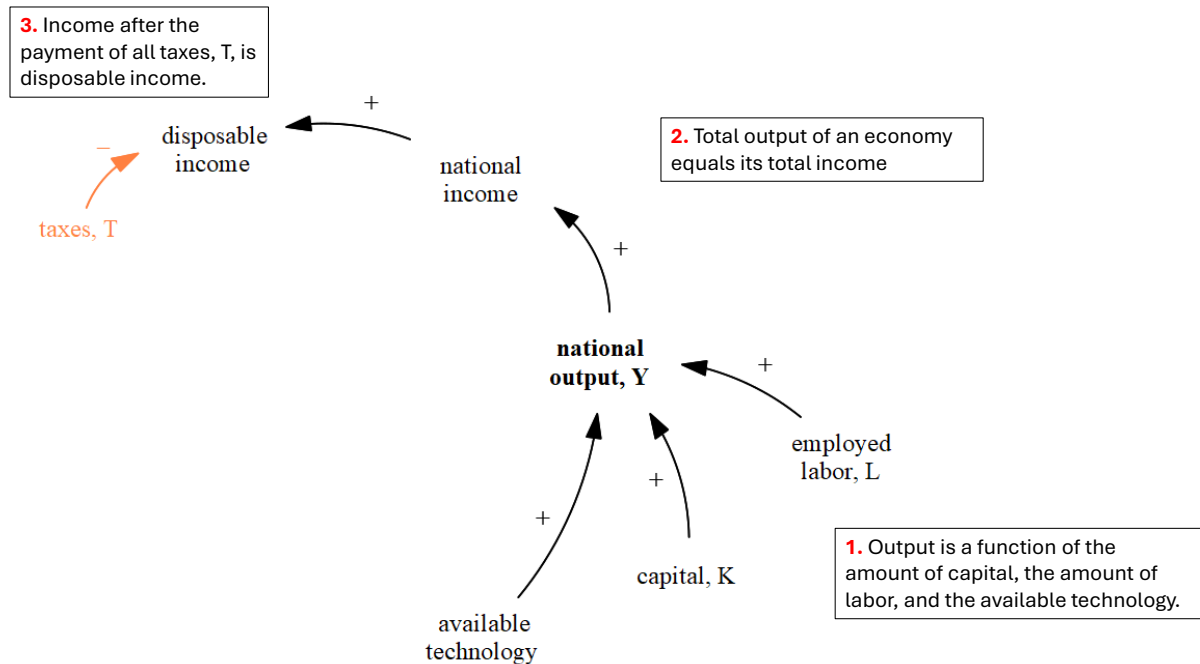 3. Income after the
payment of all taxes, T, is
disposable income.
+
disposable
income
–
taxes, T
national
income
2. Total output of an economy
equals its total income
+
national
output, Y
+
employed
labor, L
+
+
capital, K
available
technology
1. Output is a function of the
amount of capital, the amount of
labor, and the available technology.